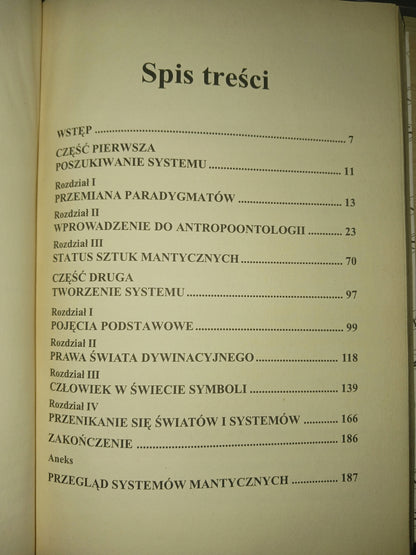 Spis treści
WSTĘP 7
CZĘŚĆ PIERWSZA
POSZUKIWANIE SYSTEMU 11
Rozdział I
PRZEMIANA PARADYGMATÓW 13
Rozdział II
WPROWADZENIE DO ANTROPOONTOLOGII 23
Rozdział III
STATUS SZTUK MANTYCZNYCH 70
CZĘŚĆ DRUGA
TWORZENIE SYSTEMU 97
Rozdział I
POJĘCIA PODSTAWOWE 99
Rozdział II
PRAWA ŚWIATA DYWINACYJNEGO 118
Rozdział III
CZŁOWIEK W ŚWIECIE SYMBOLI 139
Rozdział IV
PRZENIKANIE SIĘ ŚWIATÓW I SYSTEMÓW 166
ZAKOŃCZENIE 186
Aneks
PRZEGLĄD SYSTEMÓW MANTYCZNYCH 187